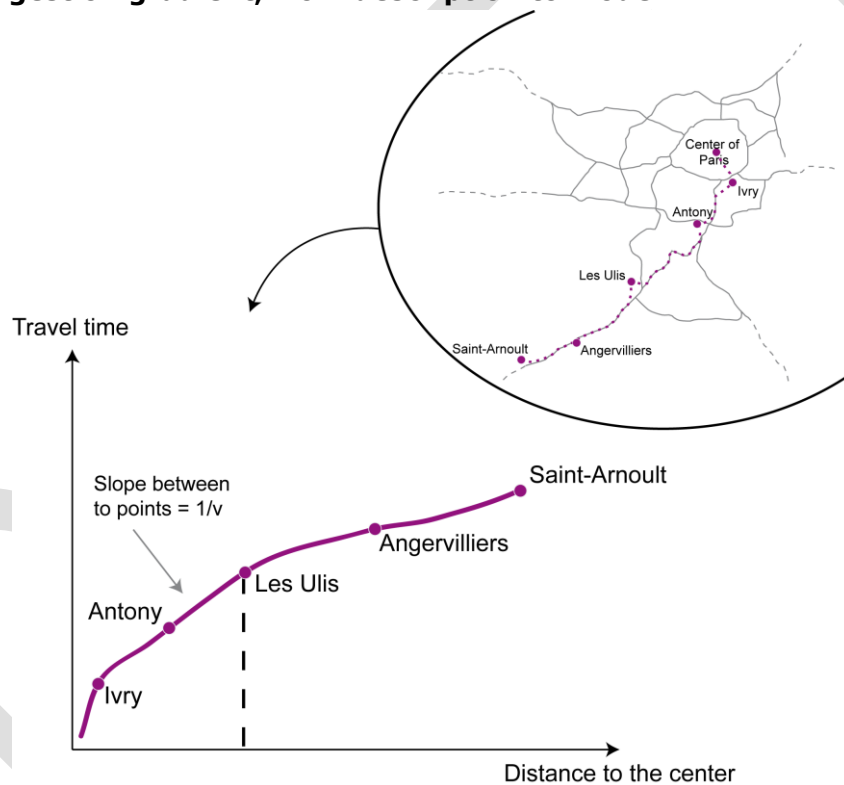 Center of
Paris
Ivry
Antony
Les Ulis
Saint-Arnoult
Angervilliers
Travel time
Slope between
to points = 1/v
Saint-Arnoult
Angervilliers
Les Ulis
Antony
Ivry
Distance to the center